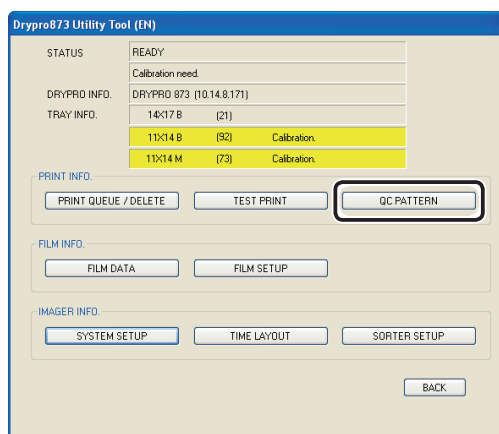 Drypro873 Utility Tool (EN)
STATUS READY
Calibration need.
DRYPRO INFO. DRYPRO 873 (10.14.8.171)
TRAY INFO. 14X17 B (21)
11X14 B (92) Calibration.
11X14 M (73) Calibration.
PRINT INFO.
PRINT QUEUE / DELETE TEST PRINT QC PATTERN
FILM INFO.
FILM DATA FILM SETUP
IMAGER INFO.
SYSTEM SETUP TIME LAYOUT SORTER SETUP
BACK